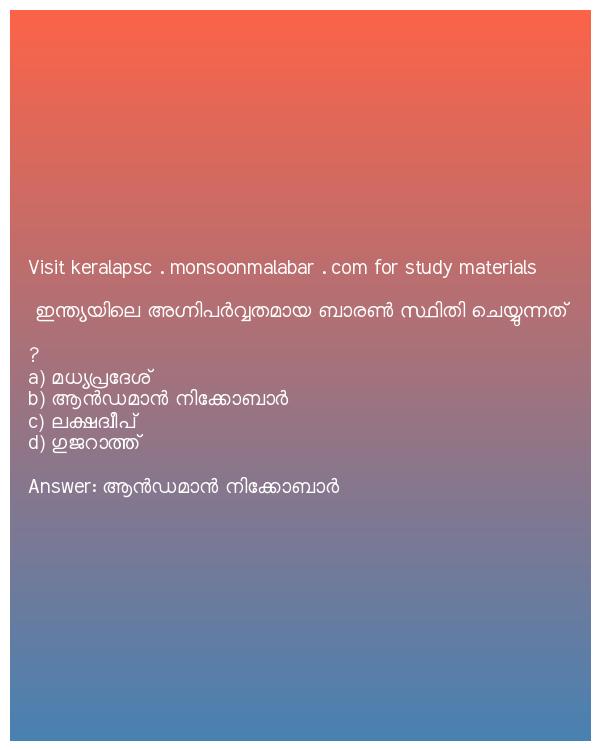 Visit keralapsc . monsoonmalabar . com for study materials
ഇന്ത്യയിലെ അഗ്നിപർവ്വതമായ ബാരൺ സ്ഥിതി ചെയ്യുന്നത്
?
a) മധ്യപ്രദേശ്
b) ആൻഡമാൻ നിക്കോബാർ
c) ലക്ഷദ്വീപ്
d) ഗുജറാത്ത്
Answer: ആൻഡമാൻ നിക്കോബാർ